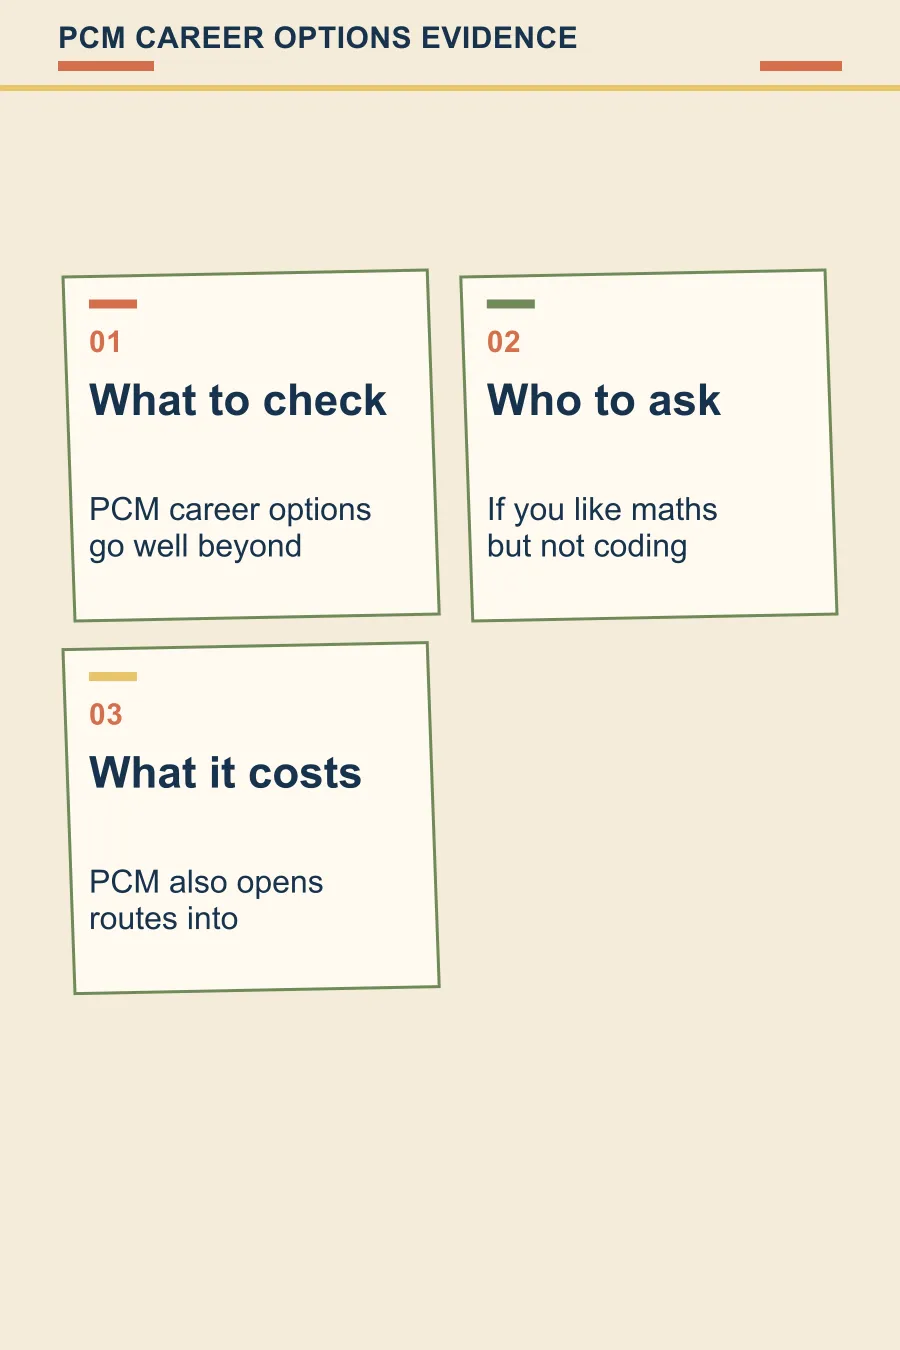 PCM CAREER OPTIONS EVIDENCE
01
What to check
PCM career options
go well beyond
02
Who to ask
If you like maths
but not coding
03
What it costs
PCM also opens
routes into